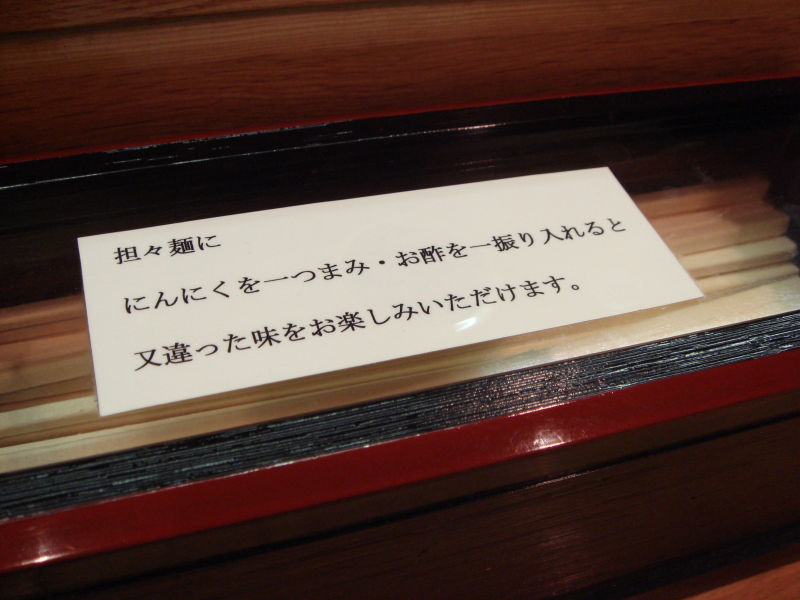 担々麺に
にんにくを一つまみ・お酢を一振り入れると
又違った味をお楽しみいただけます。